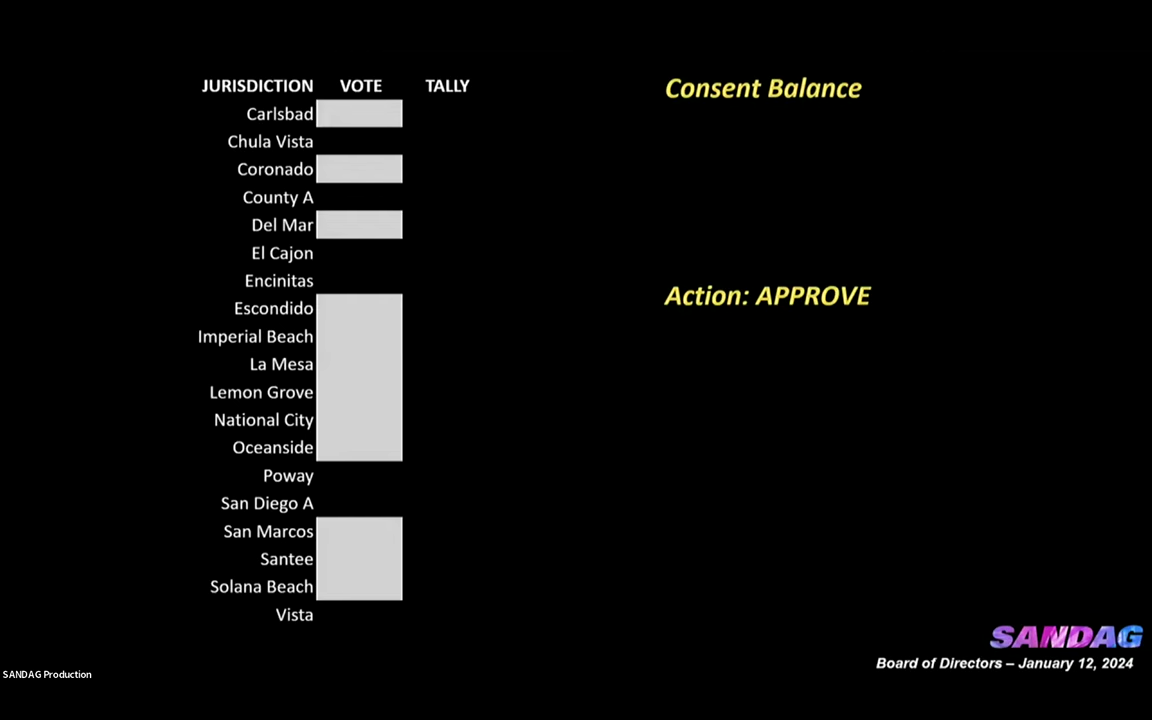 JURISDICTION VOTE TALLY
Carlsbad
Chula Vista
Coronado
County A
Del Mar
El Cajon
Encinitas
Escondido
Imperial Beach
La Mesa
Lemon Grove
National City
Oceanside
Poway
San Diego A
San Marcos
Santee
Solana Beach
Vista
Consent Balance
Action: APPROVE
SANDAG
Board of Directors – January 12, 2024
SANDAG Production